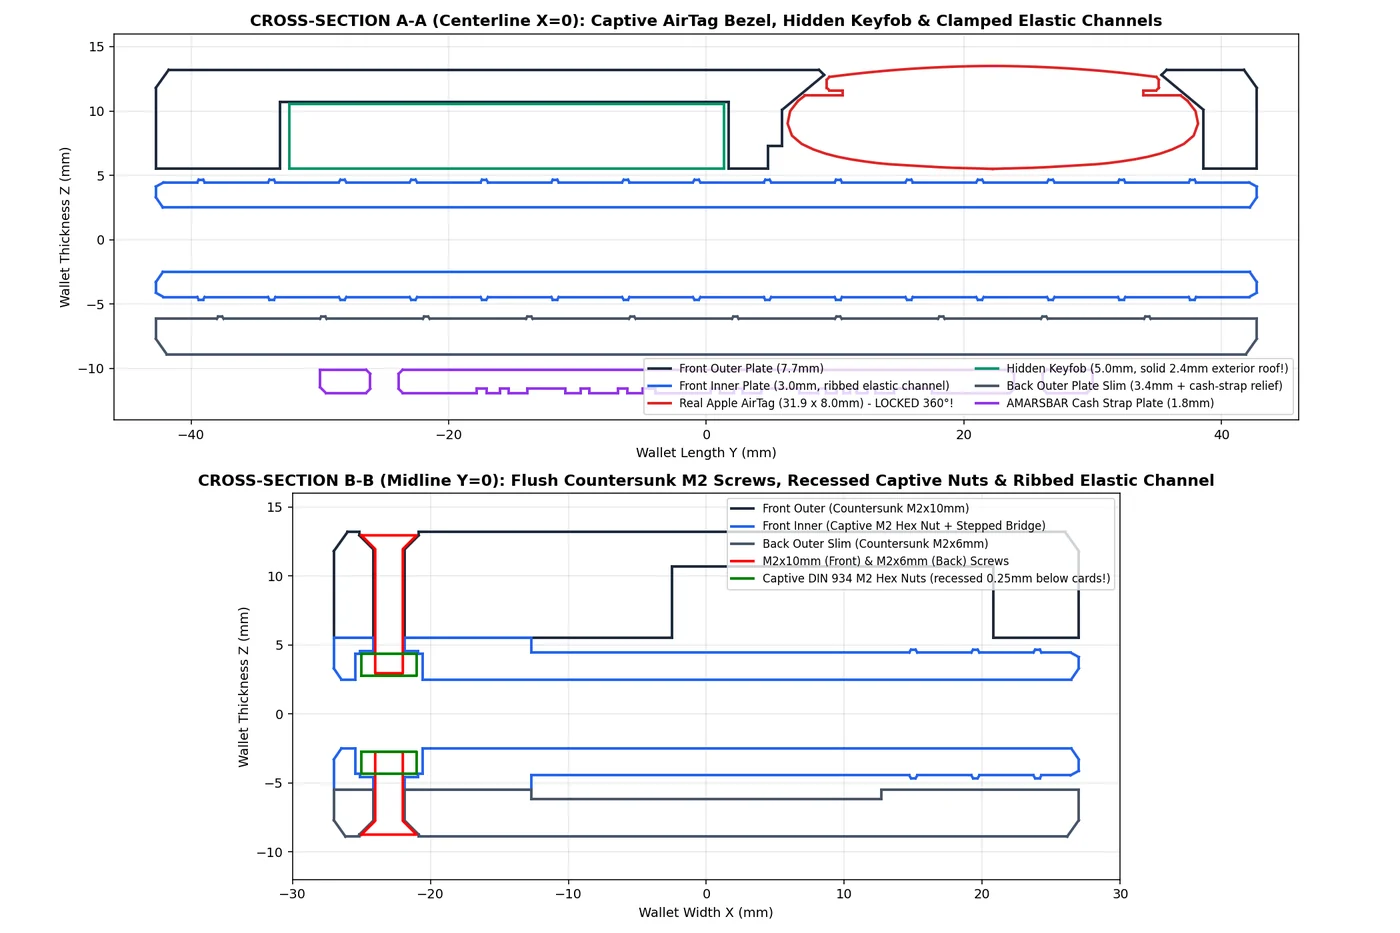 CROSS-SECTION A-A (Centerline X=0): Captive AirTag Bezel, Hidden Keyfob & Clamped Elastic Channels
15
10
5
0
−5
−10
Wallet Thickness Z (mm)
Front Outer Plate (7.7mm)
Front Inner Plate (3.0mm, ribbed elastic channel)
Real Apple AirTag (31.9 x 8.0mm) - LOCKED 360°!
Hidden Keyfob (5.0mm, solid 2.4mm exterior roof!)
Back Outer Plate Slim (3.4mm + cash-strap relief)
AMARSBAR Cash Strap Plate (1.8mm)
−40 −20 0 20 40
Wallet Length Y (mm)
CROSS-SECTION B-B (Midline Y=0): Flush Countersunk M2 Screws, Recessed Captive Nuts & Ribbed Elastic Channel
15
10
5
0
−5
−10
Wallet Thickness Z (mm)
Front Outer (Countersunk M2x10mm)
Front Inner (Captive M2 Hex Nut + Stepped Bridge)
Back Outer Slim (Countersunk M2x6mm)
M2x10mm (Front) & M2x6mm (Back) Screws
Captive DIN 934 M2 Hex Nuts (recessed 0.25mm below cards!)
−30 −20 −10 0 10 20 30
Wallet Width X (mm)